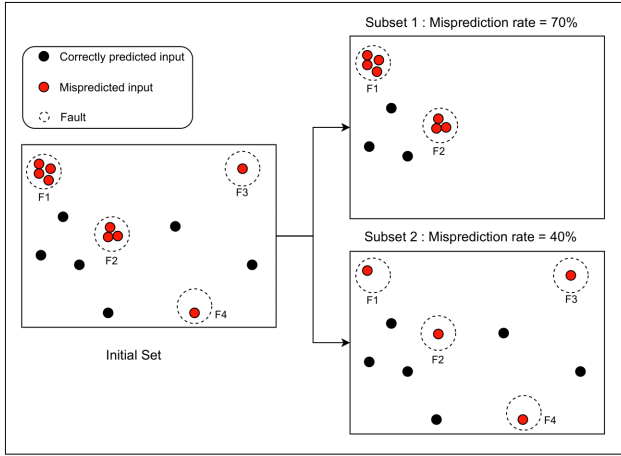 Subset 1 : Misprediction rate = 70%
Correctly predicted input
Mispredicted input
Fault
F1
F2
F1
F3
F2
F4
Initial Set
Subset 2 : Misprediction rate = 40%
F1
F3
F2
F4